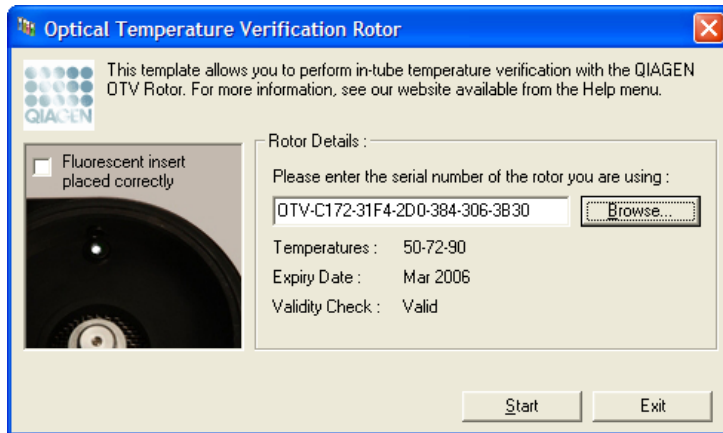 Optical Temperature Verification Rotor
This template allows you to perform in-tube temperature verification with the QIAGEN
OTV Rotor. For more information, see our website available from the Help menu.
QIAGEN
Fluorescent insert
placed correctly
Rotor Details :
Please enter the serial number of the rotor you are using :
OTV-C172-31F4-2D0-384-306-3B30
Browse...
Temperatures : 50-72-90
Expiry Date : Mar 2006
Validity Check : Valid
Start
Exit